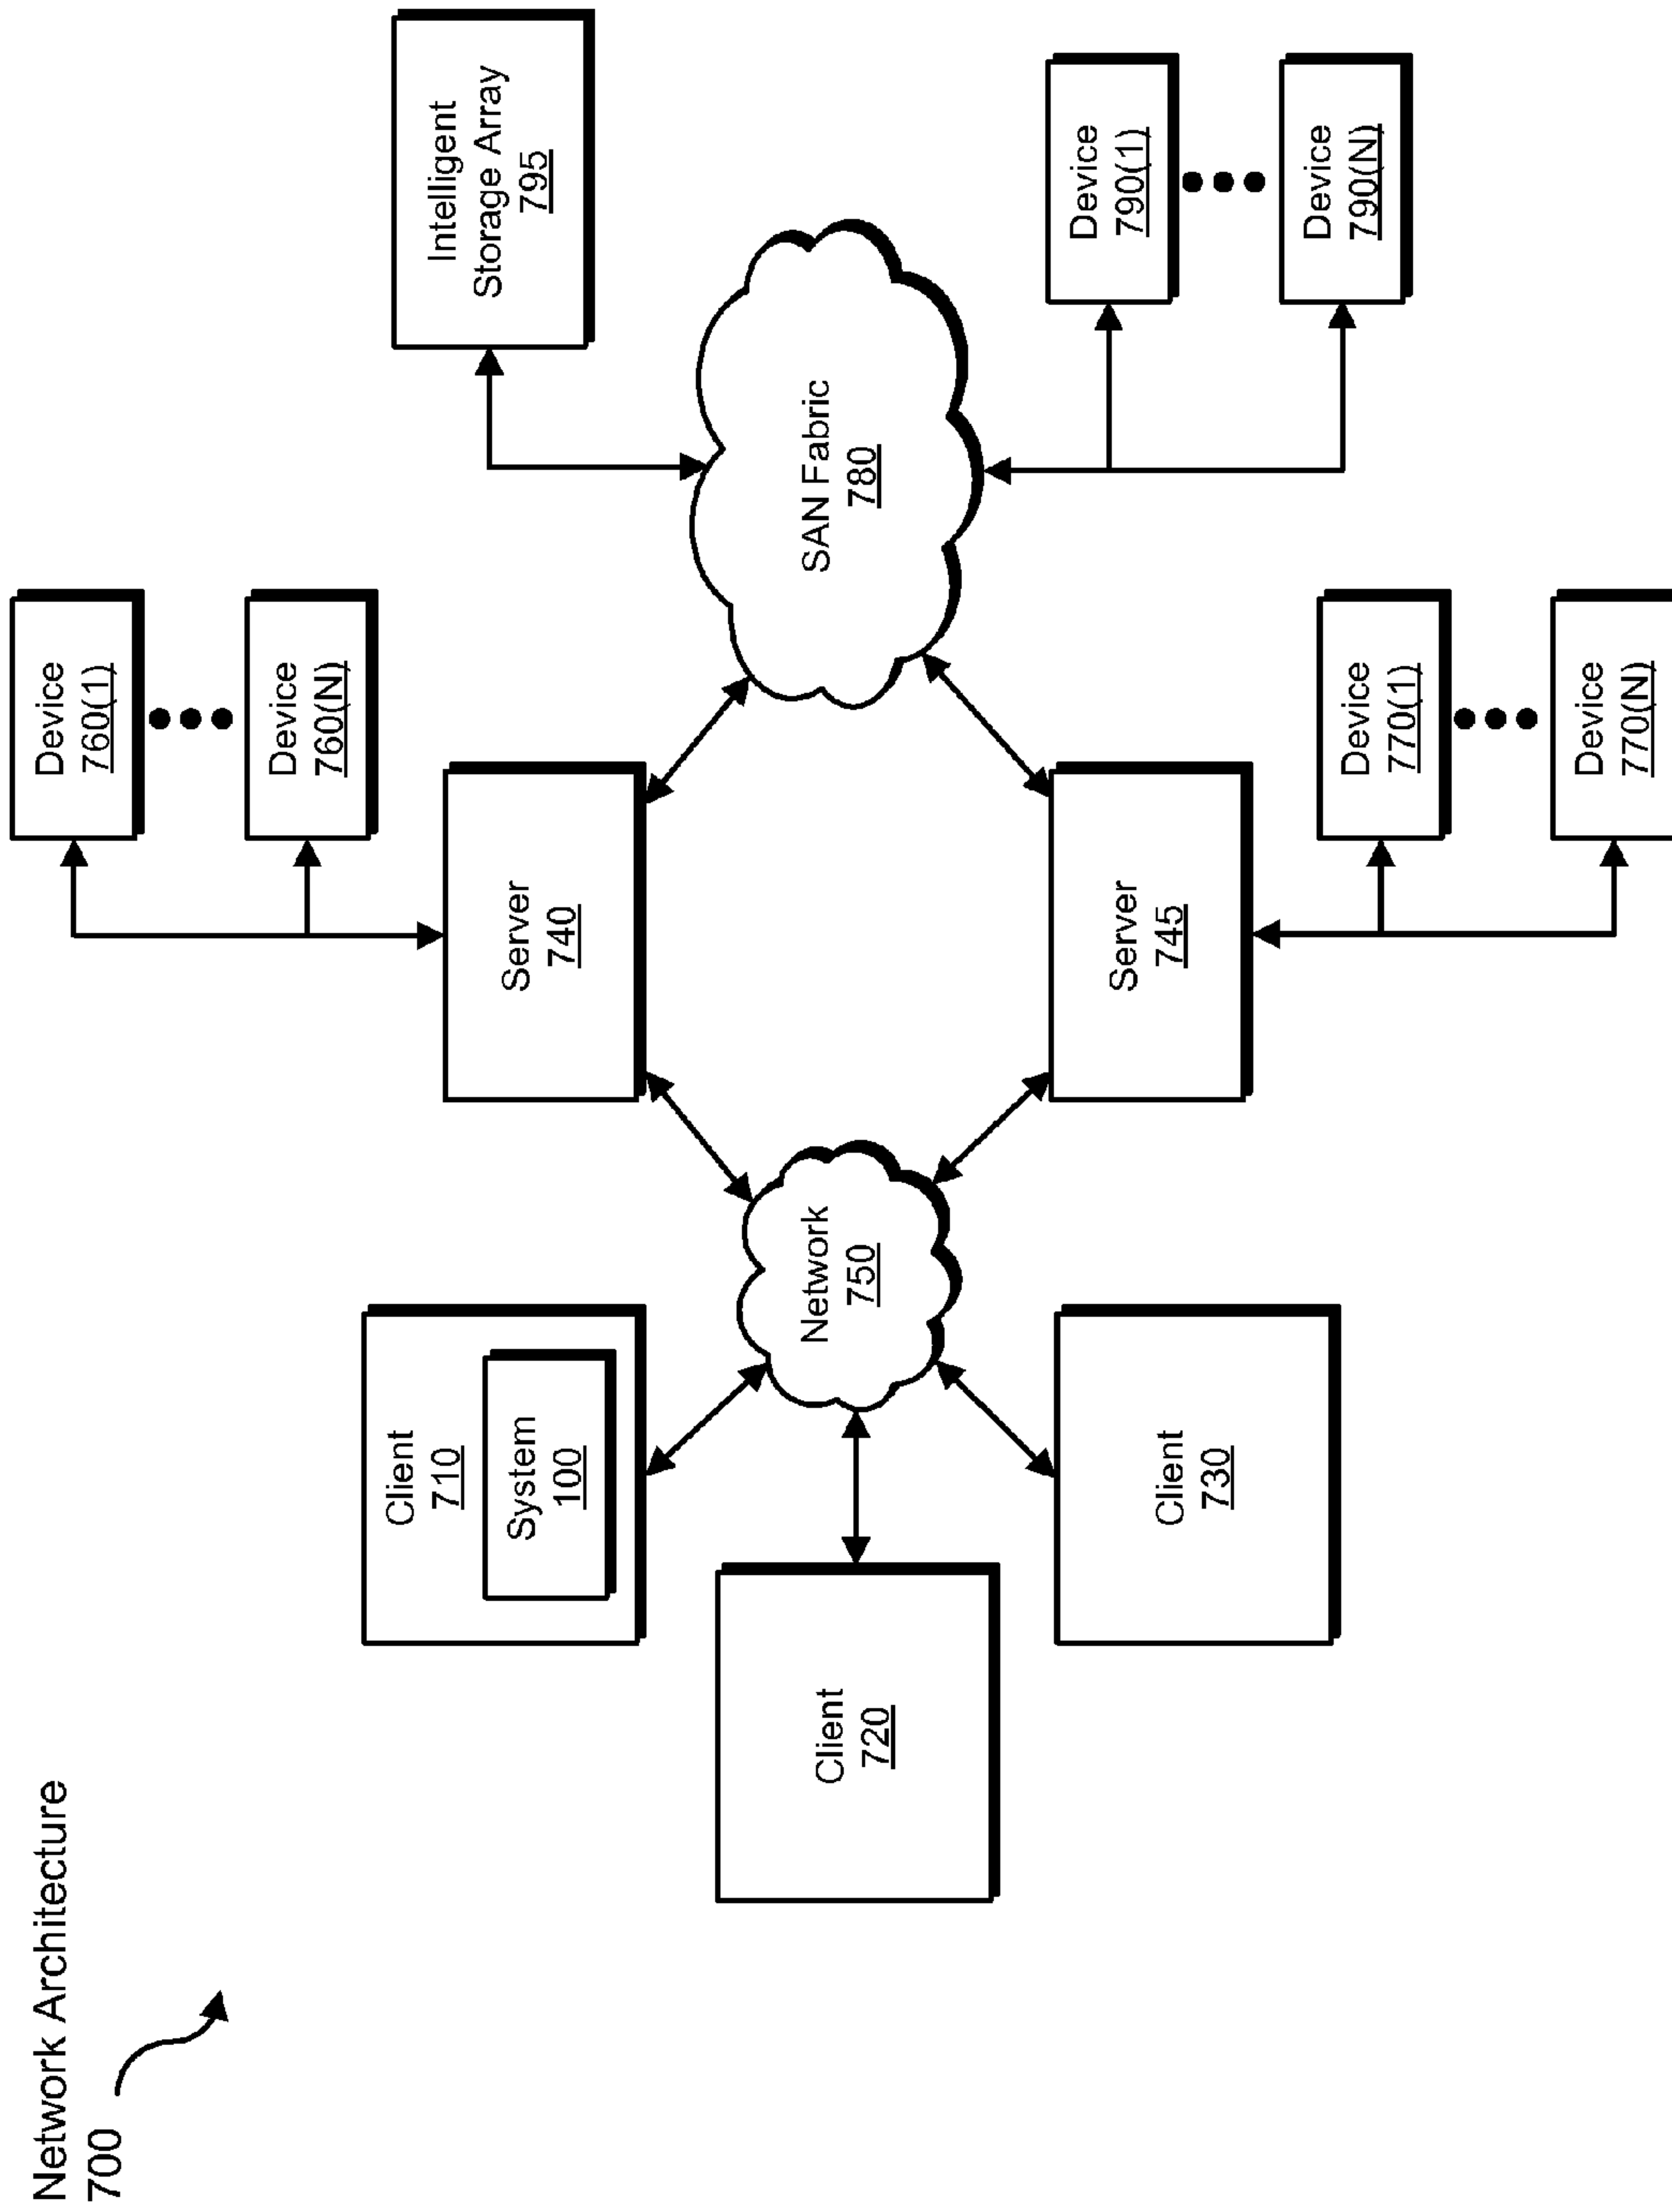 Network Architecture
700
Client
710
System
100
Client
720
Client
730
Network
750
Server
740
Server
745
Device
760(1)
Device
760(N)
Device
770(1)
Device
770(N)
SAN Fabric
780
Intelligent
Storage Array
795
Device
790(1)
Device
790(N)